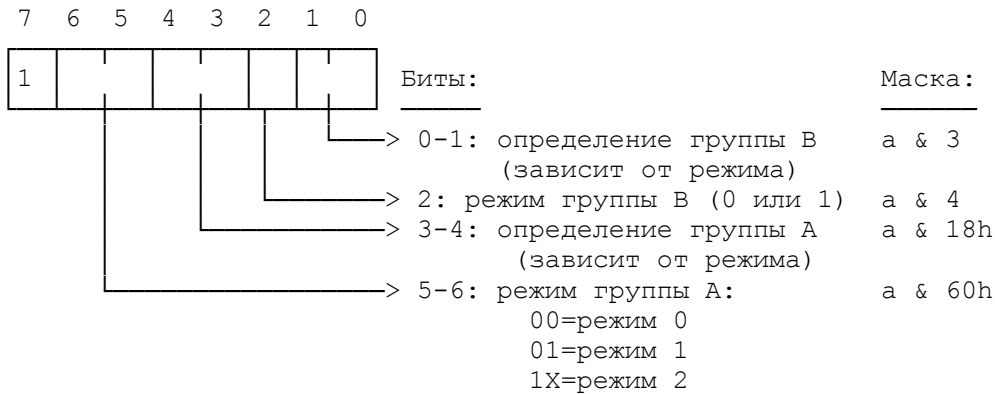 7 6 5 4 3 2 1 0
1 Биты: Маска:
> 0-1: определение группы B a & 3
(зависит от режима)
> 2: режим группы B (0 или 1) a & 4
> 3-4: определение группы A a & 18h
(зависит от режима)
> 5-6: режим группы A: a & 60h
00=режим 0
01=режим 1
1X=режим 2